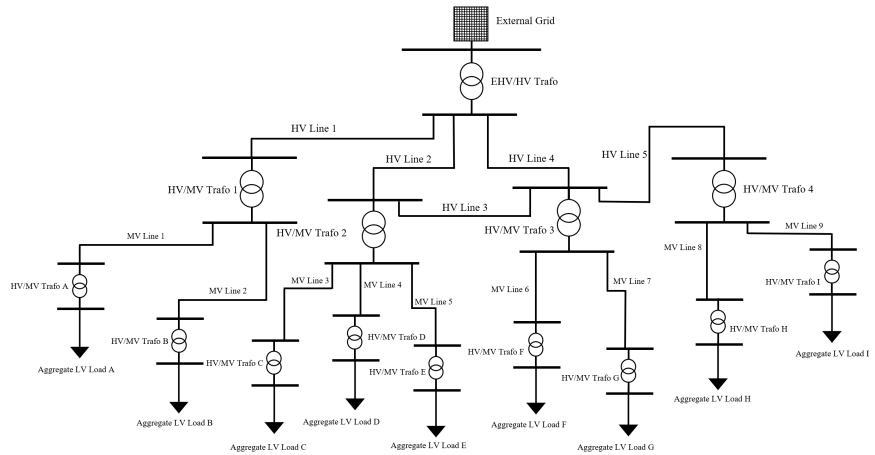 External Grid
EHV/HV Trafo
HV Line 1
HV Line 2
HV Line 4
HV Line 5
HV/MV Trafo 1
HV/MV Trafo 4
HV Line 3
HV/MV Trafo 2
HV/MV Trafo 3
MV Line 1
MV Line 9
MV Line 8
MV Line 3
MV Line 4
MV Line 7
HV/MV Trafo A
HV/MV Trafo I
MV Line 2
MV Line 5
MV Line 6
HV/MV Trafo B
HV/MV Trafo D
HV/MV Trafo H
HV/MV Trafo C
HV/MV Trafo F
Aggregate LV Load I
Aggregate LV Load A
HV/MV Trafo E
HV/MV Trafo G
Aggregate LV Load H
Aggregate LV Load B
Aggregate LV Load D
Aggregate LV Load F
Aggregate LV Load C
Aggregate LV Load E
Aggregate LV Load G